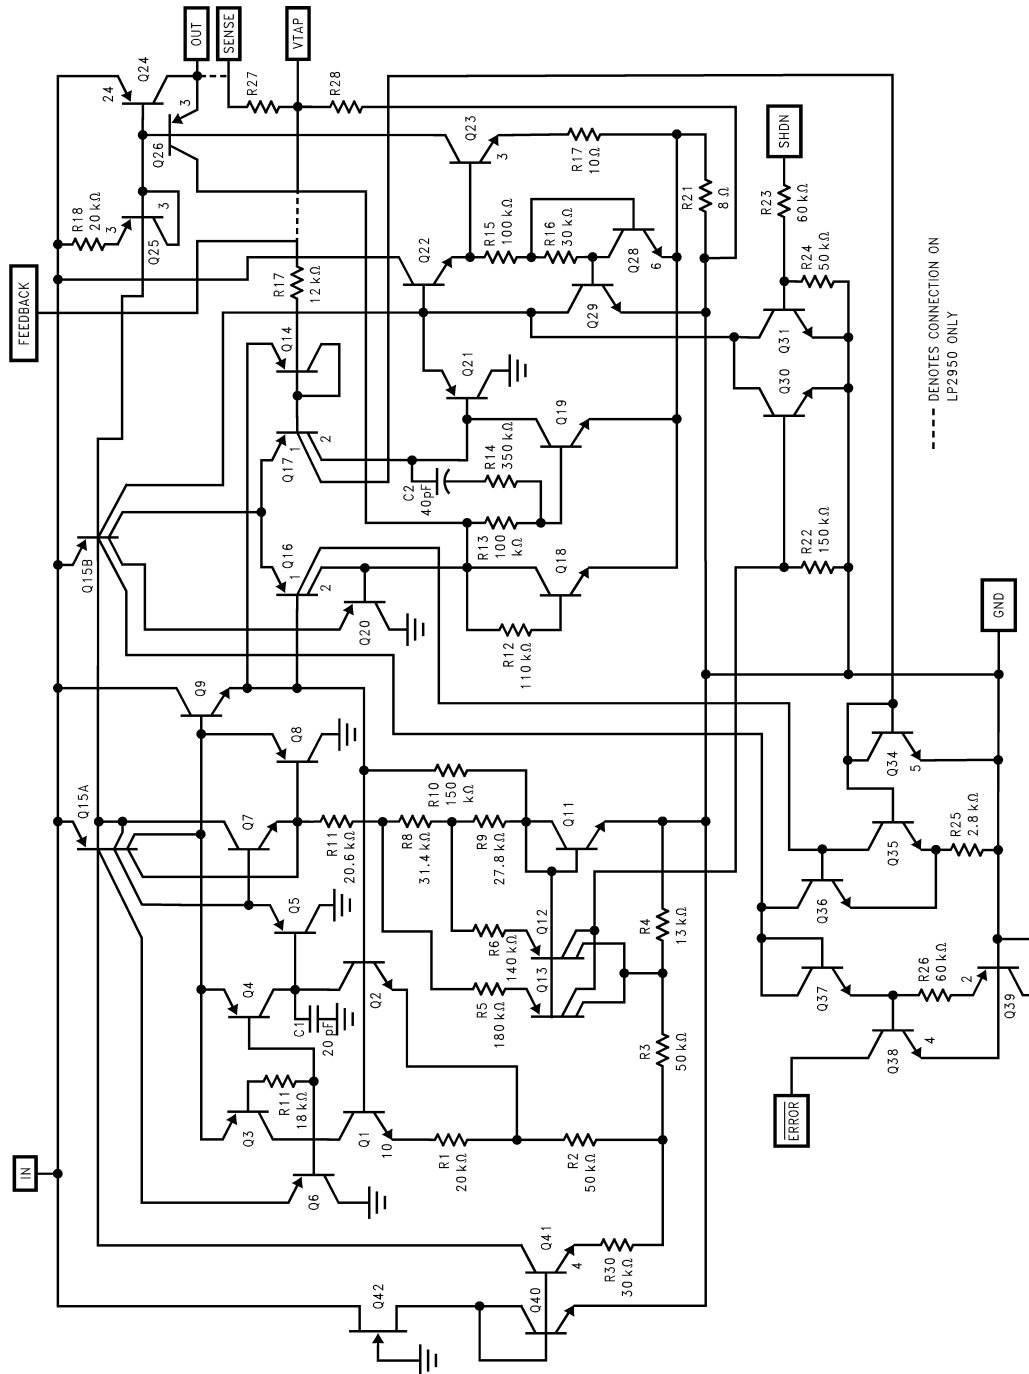 IN
FEEDBACK
Q15A
Q15B
R18
20 kΩ
3
24
Q24
Q25
3
Q26
3
OUT
SENSE
VTAP
Q3
Q4
Q7
Q9
Q6
R11
18 kΩ
C1
20 pF
Q5
Q8
Q16
1
2
Q17
1
2
Q14
R17
12 kΩ
R27
R28
Q42
Q1
10
Q2
R11
20.6 kΩ
Q20
R1
20 kΩ
R8
31.4 kΩ
R10
150
kΩ
C2
40 pF
Q21
Q22
Q23
3
R5
180 kΩ
R6
140 kΩ
R9
27.8 kΩ
R12
110 kΩ
R13
100
kΩ
R14
350 kΩ
R15
100 kΩ
R16
30 kΩ
R17
10 Ω
Q40
Q41
4
R2
50 kΩ
Q13
Q12
Q11
Q18
Q19
Q29
Q28
6
R30
30 kΩ
R3
50 kΩ
R4
13 kΩ
R21
8 Ω
ERROR
Q38
4
Q37
Q36
Q35
Q34
5
R22
150 kΩ
Q30
Q31
R24
50 kΩ
R23
60 kΩ
SHDN
R26
60 kΩ
2
Q39
R25
2.8 kΩ
GND
DENOTES CONNECTION ON
LP2950 ONLY